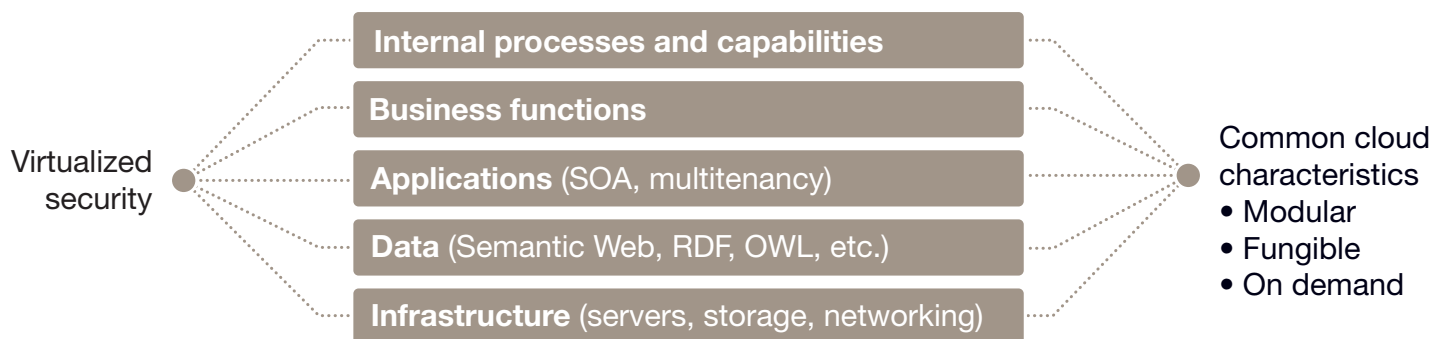 Internal processes and capabilities
Business functions
Applications (SOA, multitenancy)
Data (Semantic Web, RDF, OWL, etc.)
Infrastructure (servers, storage, networking)
Virtualized
security
Common cloud
characteristics
• Modular
• Fungible
• On demand